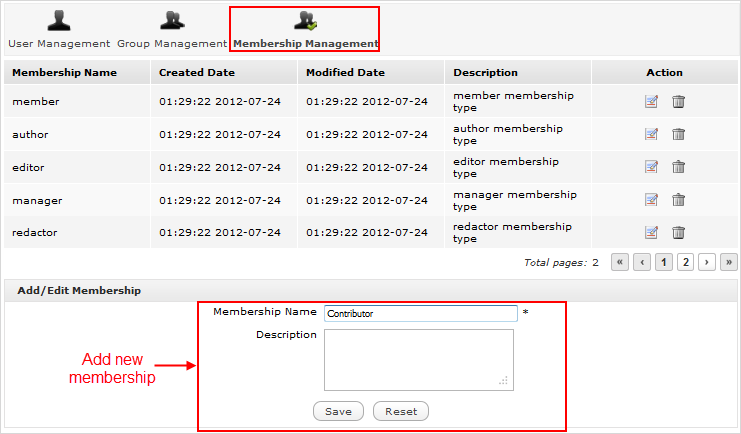 User Management Group Management Membership Management
Membership Name Created Date Modified Date Description Action
member 01:29:22 2012-07-24 01:29:22 2012-07-24 member membership
type
author 01:29:22 2012-07-24 01:29:22 2012-07-24 author membership
type
editor 01:29:22 2012-07-24 01:29:22 2012-07-24 editor membership
type
manager 01:29:22 2012-07-24 01:29:22 2012-07-24 manager membership
type
redactor 01:29:22 2012-07-24 01:29:22 2012-07-24 redactor membership
type
Total pages: 2 « ‹ 1 2 › »
Add/Edit Membership
Membership Name Contributor *
Description
Add new
membership
Save Reset